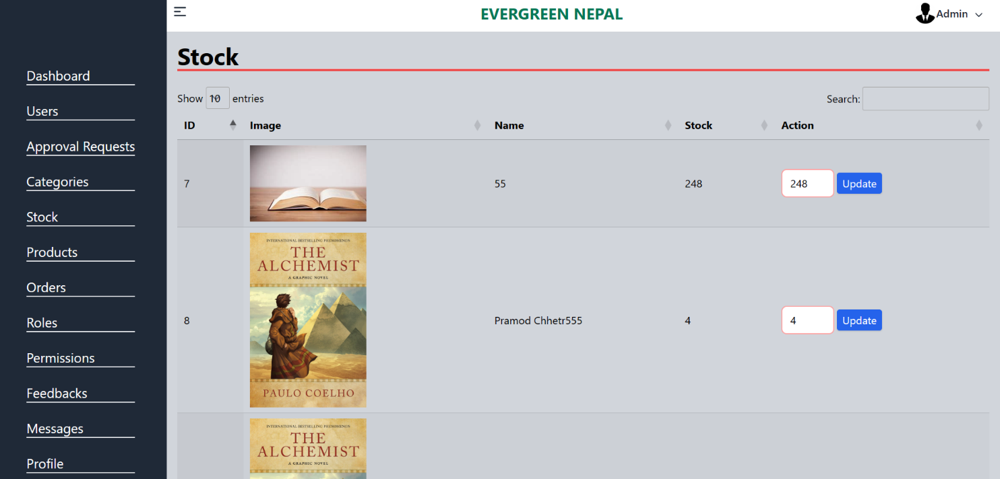 EVERGREEN NEPAL
Admin
Dashboard
Users
Approval Requests
Categories
Stock
Products
Orders
Roles
Permissions
Feedbacks
Messages
Profile
Stock
Show 10 entries
Search:
ID Image Name Stock Action
7 55 248 248 Update
INTERNATIONAL BESTSELLING PHENOMENON
THE
ALCHEMIST
A GRAPHIC NOVEL
8 Pramod Chhetr555 4 4 Update
PAULO COELHO
INTERNATIONAL BESTSELLING PHENOMENON
THE
ALCHEMIST
A GRAPHIC NOVEL